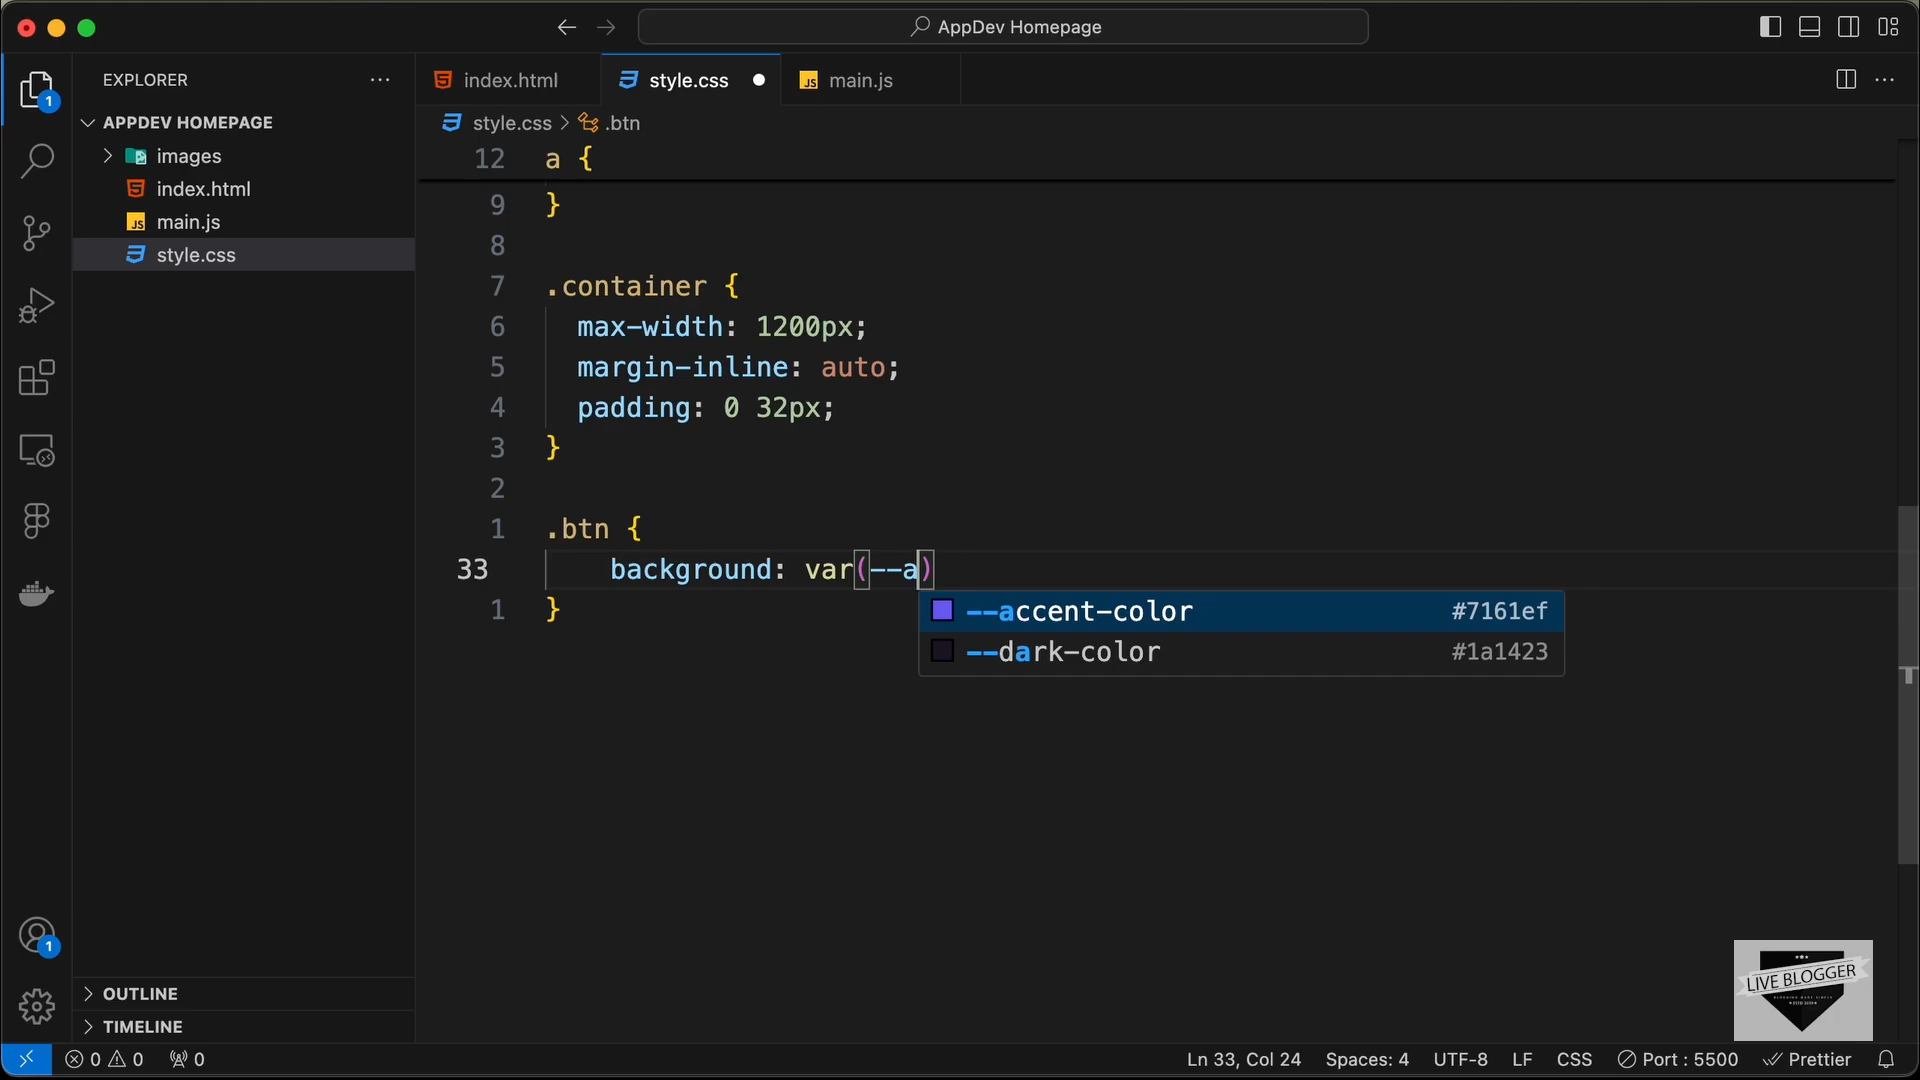 AppDev Homepage
EXPLORER
index.html
style.css
main.js
1
APPDEV HOMEPAGE
style.css > .btn
images
index.html
main.js
style.css
12 a {
9 }
8
7 .container {
6 max-width: 1200px;
5 margin-inline: auto;
4 padding: 0 32px;
3 }
2
1 .btn {
33 background: var(--a)
1 }
--accent-color #7161ef
--dark-color #1a1423
1
OUTLINE
TIMELINE
LIVE BLOGGER
0 0 0
Ln 33, Col 24 Spaces: 4 UTF-8 LF CSS Port : 5500 Prettier